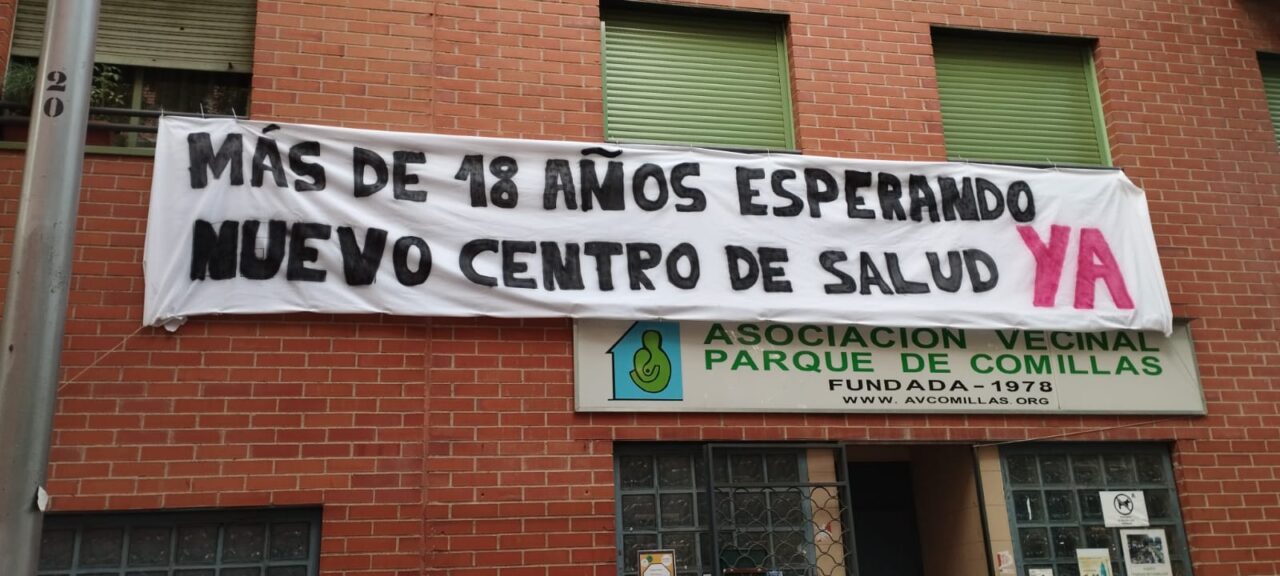 20
MÁS DE 18 AÑOS ESPERANDO
NUEVO CENTRO DE SALUD YA
ASOCIACION VECINAL
PARQUE DE COMILLAS
FUNDADA - 1978
WWW. AVCOMILLAS.ORG